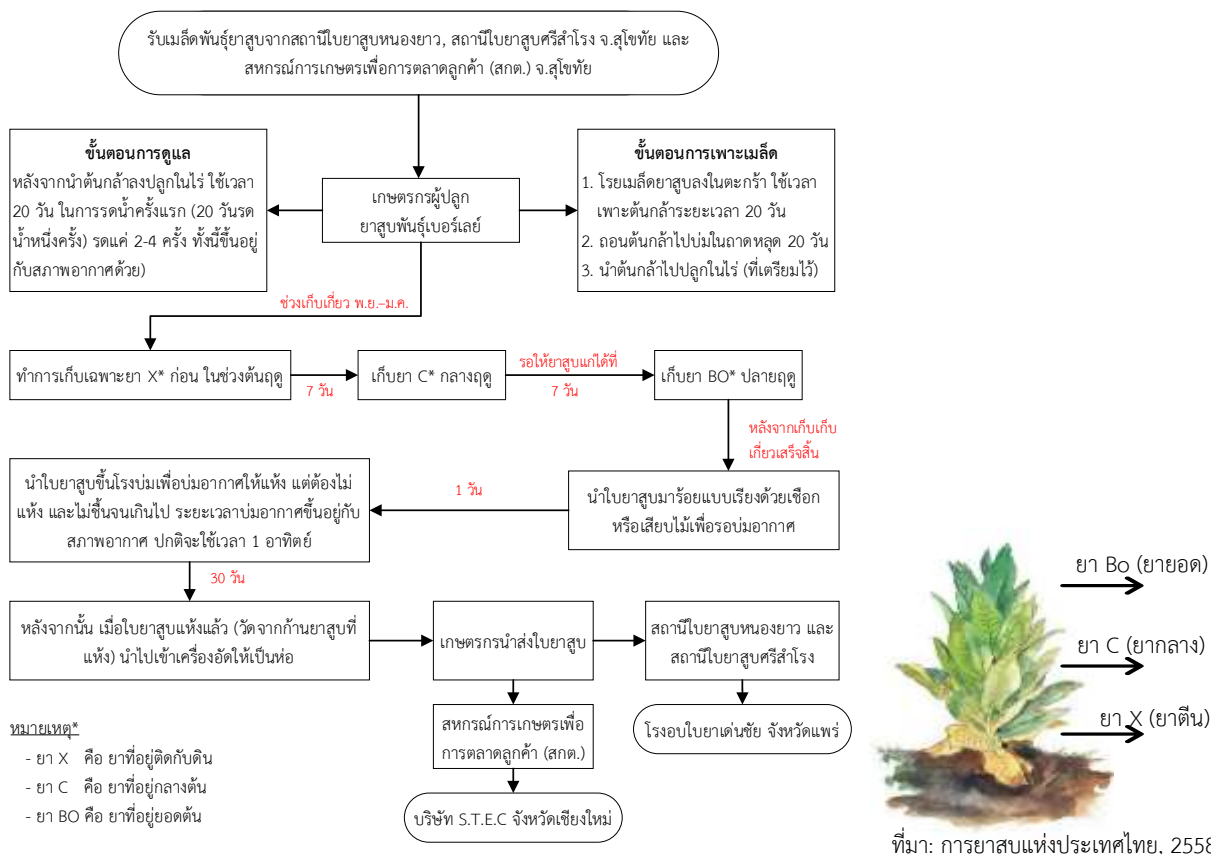 รับเมล็ดพันธุ์ยาสูบจากสถานีใบยาสูบหนองยาว, สถานีใบยาสูบศรีสำโรง จ.สุโขทัย และ
สหกรณ์การเกษตรเพื่อการตลาดลูกค้า (สกต.) จ.สุโขทัย
ขั้นตอนการดูแล
หลังจากนำต้นกล้าลงปลูกในไร่ ใช้เวลา
20 วัน ในการรดน้ำครั้งแรก (20 วันรด
น้ำหนึ่งครั้ง) รดแค่ 2-4 ครั้ง ทั้งนี้ขึ้นอยู่
กับสภาพอากาศด้วย)
เกษตรกรผู้ปลูก
ยาสูบพันธุ์เบอร์เลย์
ขั้นตอนการเพาะเมล็ด
1. โรยเมล็ดยาสูบลงในตะกร้า ใช้เวลา
เพาะต้นกล้าระยะเวลา 20 วัน
2. ถอนต้นกล้าไปบ่มในถาดหลุด 20 วัน
3. นำต้นกล้าไปปลูกในไร่ (ที่เตรียมไว้)
ช่วงเก็บเกี่ยว พ.ย.-ม.ค.
ทำการเก็บเฉพาะยา X* ก่อน ในช่วงต้นฤดู
7 วัน
เก็บยา C* กลางฤดู
รอให้ยาสูบแก่ได้ที่
7 วัน
เก็บยา BO* ปลายฤดู
หลังจากเก็บเก็บ
เกี่ยวเสร็จสิ้น
นำใบยาสูบมาร้อยแบบเรียงด้วยเชือก
หรือเสียบไม้เพื่อรอบ่มอากาศ
1 วัน
นำใบยาสูบขึ้นโรงบ่มเพื่อบ่มอากาศให้แห้ง แต่ต้องไม่
แห้ง และไม่ชื้นจนเกินไป ระยะเวลาบ่มอากาศขึ้นอยู่กับ
สภาพอากาศ ปกติจะใช้เวลา 1 อาทิตย์
30 วัน
หลังจากนั้น เมื่อใบยาสูบแห้งแล้ว (วัดจากก้านยาสูบที่
แห้ง) นำไปเข้าเครื่องอัดให้เป็นห่อ
เกษตรกรนำส่งใบยาสูบ
สถานีใบยาสูบหนองยาว และ
สถานีใบยาสูบศรีสำโรง
สหกรณ์การเกษตรเพื่อ
การตลาดลูกค้า (สกต.)
โรงอบใบยาเด่นชัย จังหวัดแพร่
บริษัท S.T.E.C จังหวัดเชียงใหม่
หมายเหตุ*
- ยา X คือ ยาที่อยู่ติดกับดิน
- ยา C คือ ยาที่อยู่กลางต้น
- ยา BO คือ ยาที่อยู่ยอดต้น
ยา Bo (ยายอด)
ยา C (ยากลาง)
ยา X (ยาตีน)
ที่มา: การยาสูบแห่งประเทศไทย, 2558